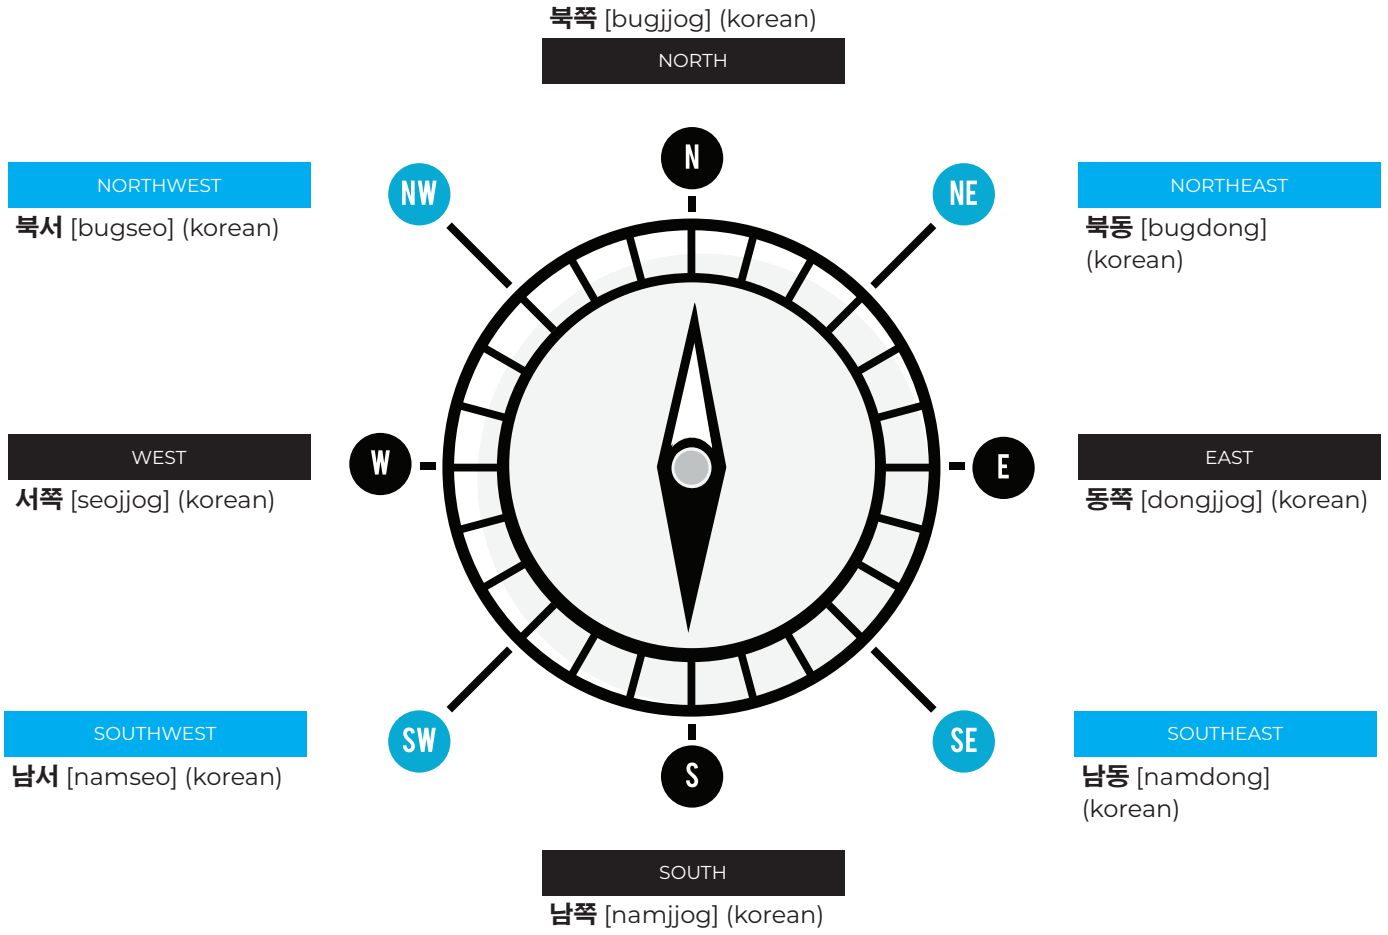 북쪽 [bugjjog] (korean)
NORTH
N
NORTHWEST
북서 [bugseo] (korean)
NW
NE
NORTHEAST
북동 [bugdong]
(korean)
WEST
서쪽 [seojjog] (korean)
W
E
EAST
동쪽 [dongjjog] (korean)
SOUTHWEST
남서 [namseo] (korean)
SW
SE
SOUTHEAST
남동 [namdong]
(korean)
S
SOUTH
남쪽 [namjjog] (korean)